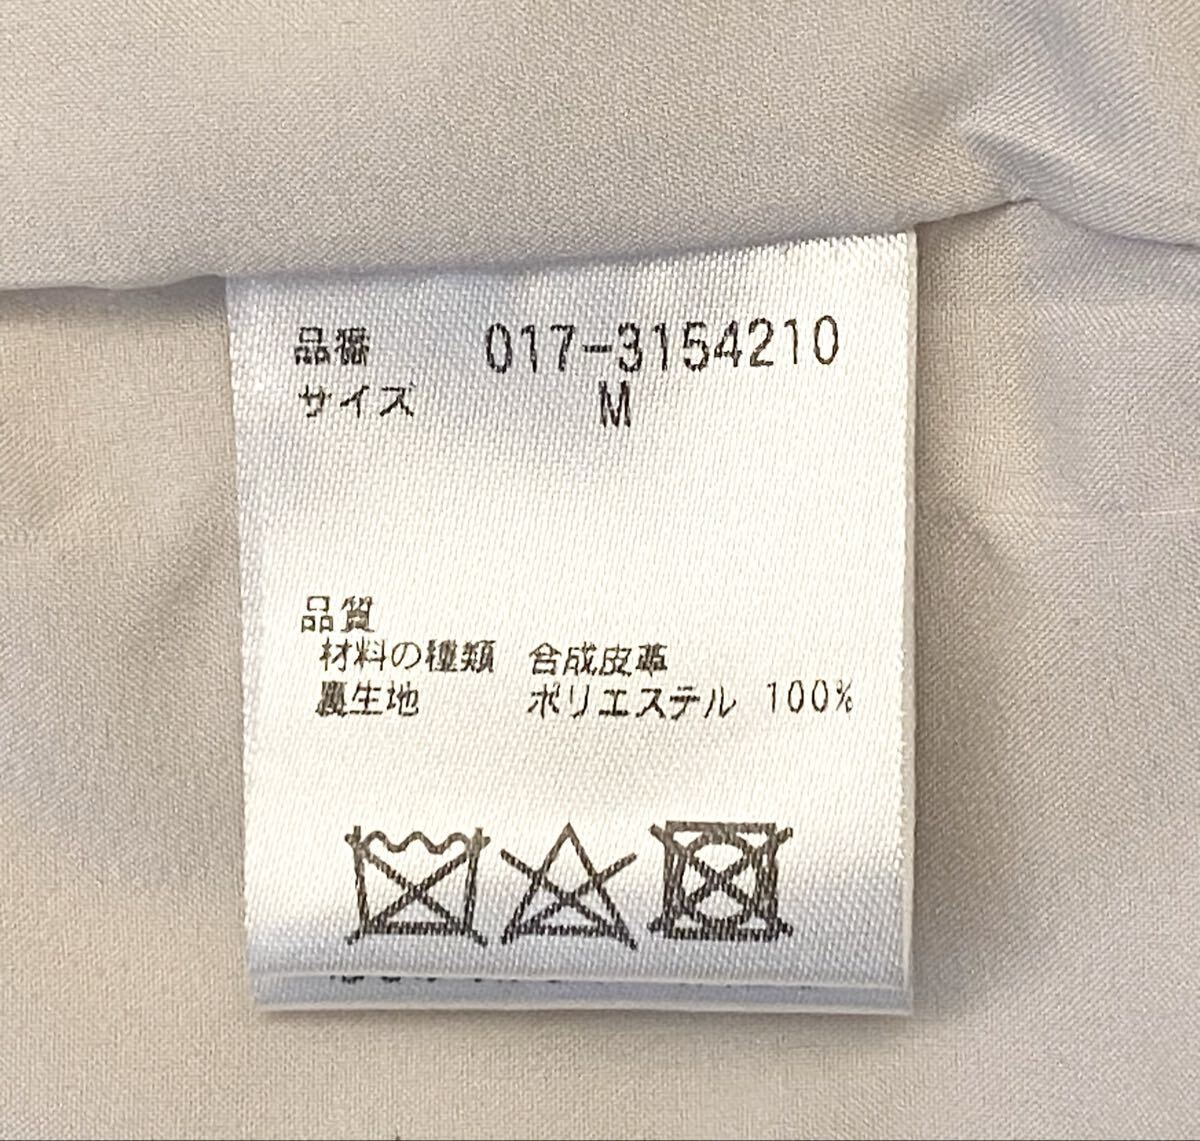 品番 017-3154210
サイズ M
品質
材料の種類 合成皮革
裏生地 ポリエステル 100%